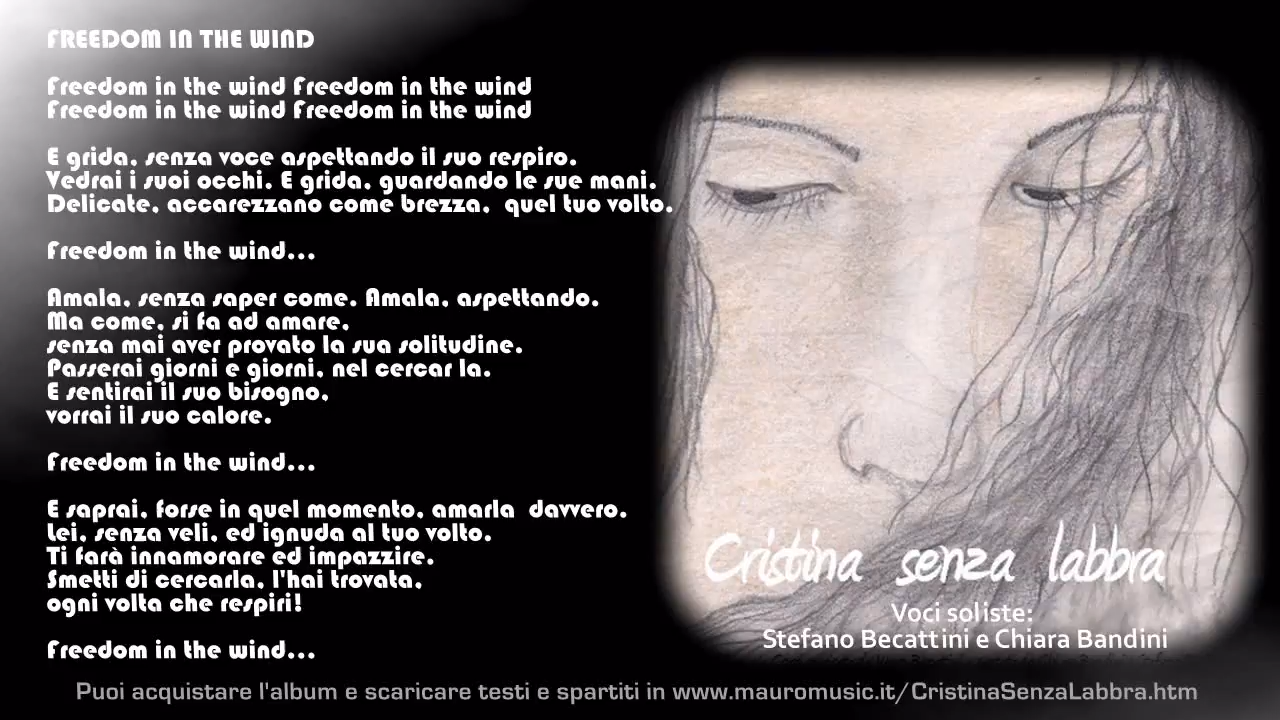 FREEDOM IN THE WIND
Freedom in the wind Freedom in the wind
Freedom in the wind Freedom in the wind
E grida, senza voce aspettando il suo respiro.
Vedrai i suoi occhi. E grida, guardando le sue mani.
Delicate, accarezzano come brezza, quel tuo volto.
Freedom in the wind...
Amala, senza saper come. Amala, aspettando.
Ma come, si fa ad amare,
senza mai aver provato la sua solitudine.
Passerai giorni e giorni, nel cercar la.
E sentirai il suo bisogno,
vorrai il suo calore.
Freedom in the wind...
E saprai, forse in quel momento, amarla davvero.
Lei, senza veli, ed ignuda al tuo volto.
Ti farà innamorare ed impazzire.
Smetti di cercarla, l'hai trovata,
ogni volta che respiri!
Freedom in the wind...
Cristina senza labbra
Voci soliste:
Stefano Becattini e Chiara Bandini
Puoi acquistare l'album e scaricare testi e spartiti in www.mauromusic.it/CristinaSenzaLabbra.htm